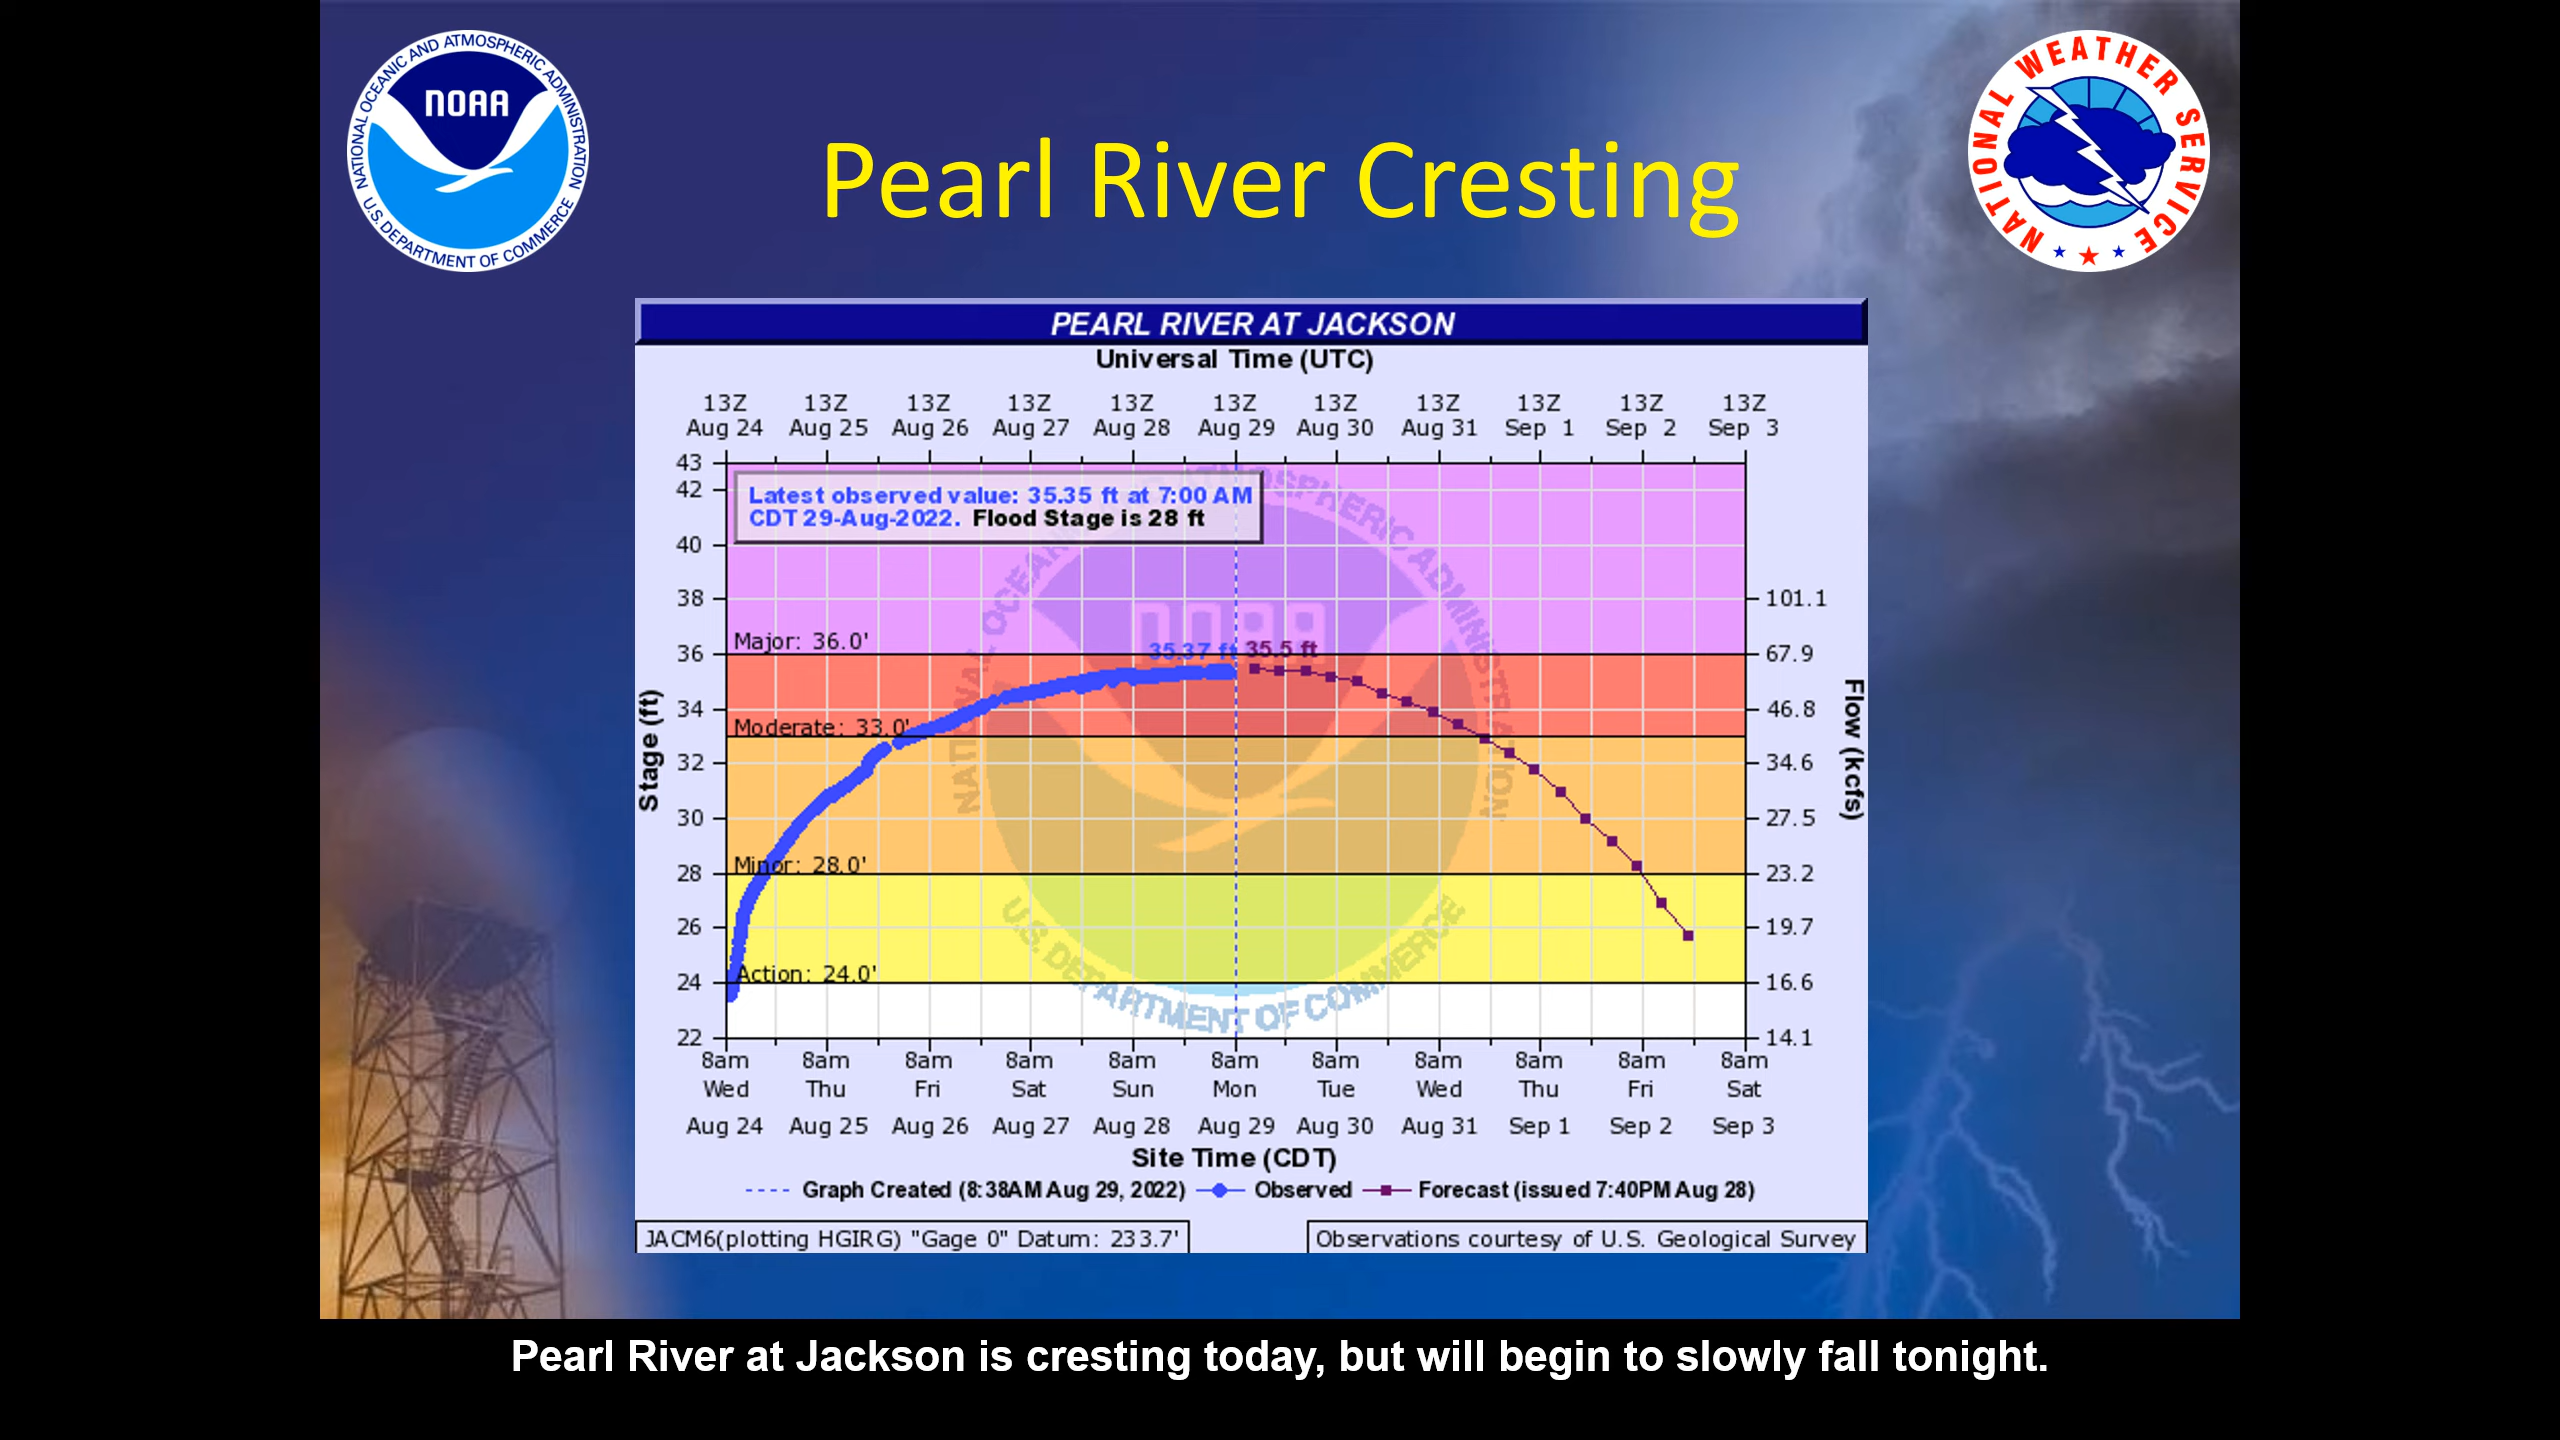 NATIONAL OCEANIC AND ATMOSPHERIC ADMINISTRATION
NOAA
U.S. DEPARTMENT OF COMMERCE
NATIONAL WEATHER SERVICE
Pearl River Cresting
PEARL RIVER AT JACKSON
Universal Time (UTC)
13Z 13Z 13Z 13Z 13Z 13Z 13Z 13Z 13Z 13Z 13Z
Aug 24 Aug 25 Aug 26 Aug 27 Aug 28 Aug 29 Aug 30 Aug 31 Sep 1 Sep 2 Sep 3
43
42
Latest observed value: 35.35 ft at 7:00 AM
CDT 29-Aug-2022. Flood Stage is 28 ft
40
38 101.1
Major: 36.0'
35.37 ft 35.5 ft
36 67.9
34 46.8
Moderate: 33.0'
32 34.6
30 27.5
Minor: 28.0'
28 23.2
26 19.7
Action: 24.0'
24 16.6
22 14.1
Stage (ft)
Flow (kcfs)
NATIONAL OCEANIC AND ATMOSPHERIC ADMINISTRATION
NOAA
U.S. DEPARTMENT OF COMMERCE
8am 8am 8am 8am 8am 8am 8am 8am 8am 8am 8am
Wed Thu Fri Sat Sun Mon Tue Wed Thu Fri Sat
Aug 24 Aug 25 Aug 26 Aug 27 Aug 28 Aug 29 Aug 30 Aug 31 Sep 1 Sep 2 Sep 3
Site Time (CDT)
Graph Created (8:38AM Aug 29, 2022) Observed Forecast (issued 7:40PM Aug 28)
JACM6(plotting HGIRG) "Gage 0" Datum: 233.7' Observations courtesy of U.S. Geological Survey
Pearl River at Jackson is cresting today, but will begin to slowly fall tonight.